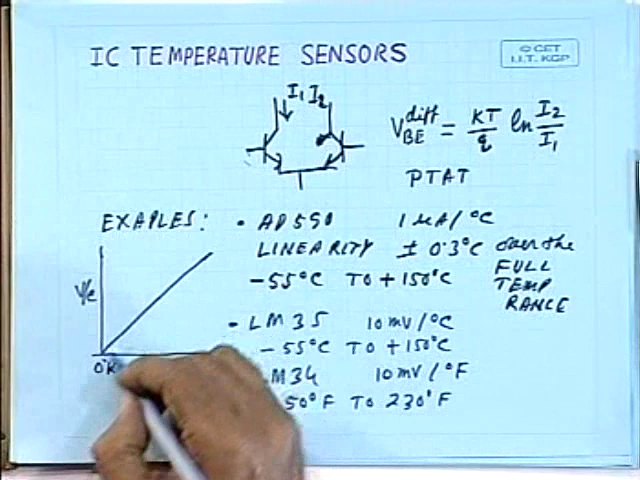 IC TEMPERATURE SENSORS
© CET
I.I.T. KGP
I1 I2
V_BE^diff = KT/q ln I2/I1
PTAT
EXAPLES: • AD590 1 μA/°C
LINEARITY ± 0.3°C over the
FULL
TEMP
RANGE
-55°C TO +150°C
V/c
• LM35 10mv/°C
-55°C TO +150°C
0°K
M34 10mv/°F
50°F TO 230°F